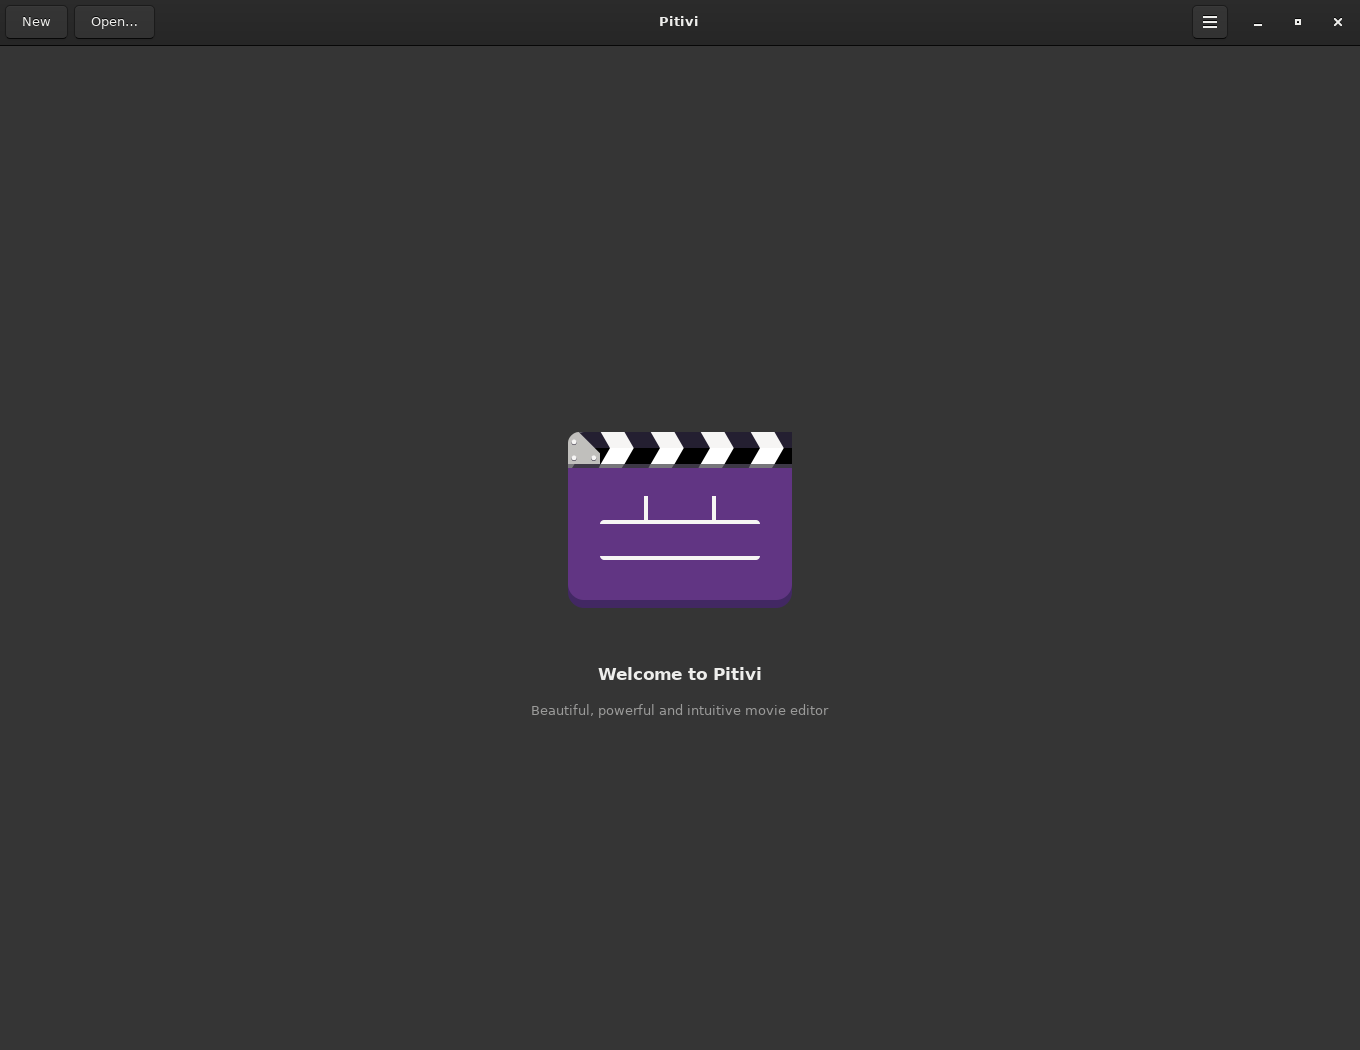 New
Open...
Pitivi
Welcome to Pitivi
Beautiful, powerful and intuitive movie editor